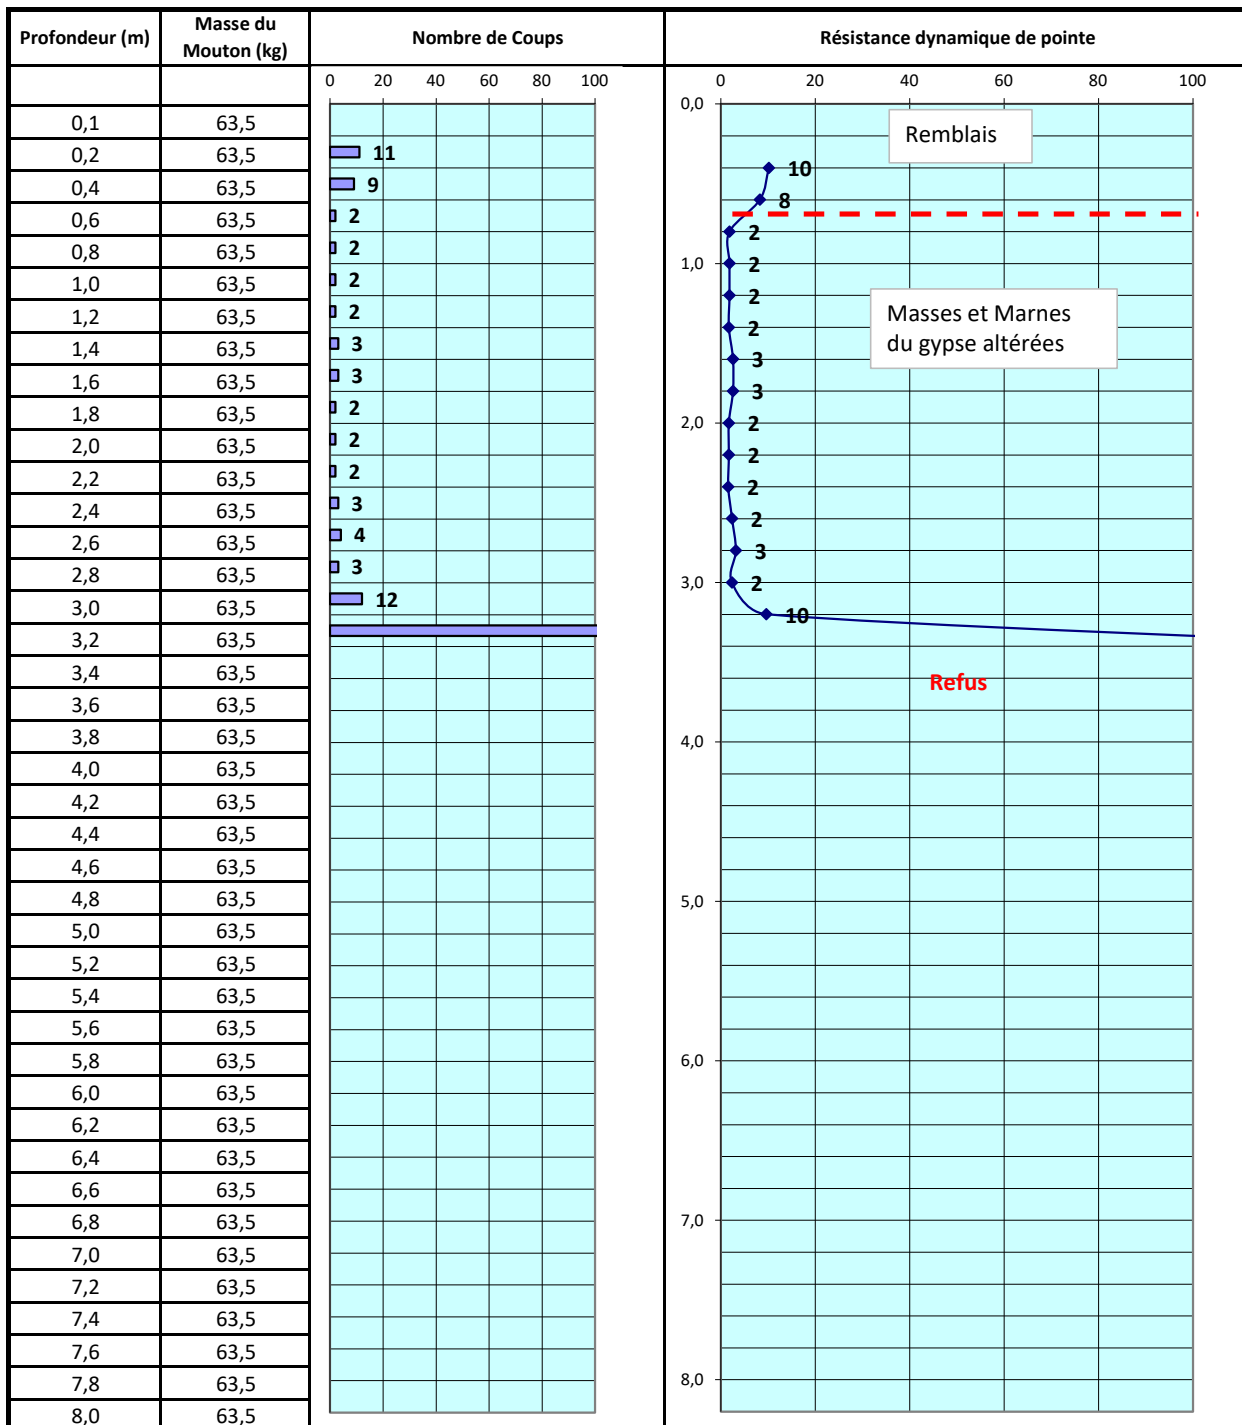 Profondeur (m) Masse du Mouton (kg) Nombre de Coups Résistance dynamique de pointe
0 20 40 60 80 100 0 20 40 60 80 100
0,0
0,1 63,5
Remblais
0,2 63,5 11
10
0,4 63,5 9
8
0,6 63,5 2
2
0,8 63,5 2
1,0 2
1,0 63,5 2
2
1,2 63,5 2
Masses et Marnes
du gypse altérées
2
1,4 63,5 3
3
1,6 63,5 3
3
1,8 63,5 2
2,0 2
2,0 63,5 2
2
2,2 63,5 2
2
2,4 63,5 3
2
2,6 63,5 4
3
2,8 63,5 3
3,0 2
3,0 63,5 12
10
3,2 63,5
3,4 63,5
Refus
3,6 63,5
3,8 63,5
4,0
4,0 63,5
4,2 63,5
4,4 63,5
4,6 63,5
4,8 63,5
5,0
5,0 63,5
5,2 63,5
5,4 63,5
5,6 63,5
5,8 63,5
6,0
6,0 63,5
6,2 63,5
6,4 63,5
6,6 63,5
6,8 63,5
7,0
7,0 63,5
7,2 63,5
7,4 63,5
7,6 63,5
7,8 63,5
8,0
8,0 63,5